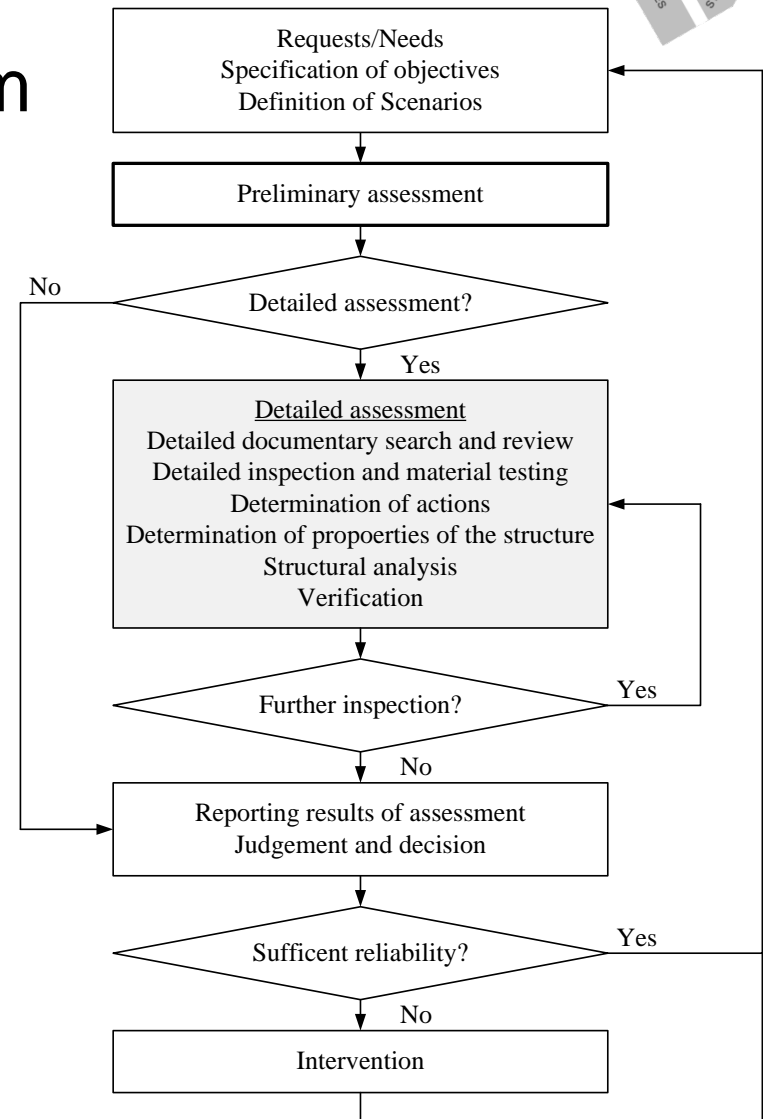 m
Requests/Needs
Specification of objectives
Definition of Scenarios
Preliminary assessment
No
Detailed assessment?
Yes
Detailed assessment
Detailed documentary search and review
Detailed inspection and material testing
Determination of actions
Determination of propoerties of the structure
Structural analysis
Verification
Further inspection?
Yes
No
Reporting results of assessment
Judgement and decision
Sufficent reliability?
Yes
No
Intervention